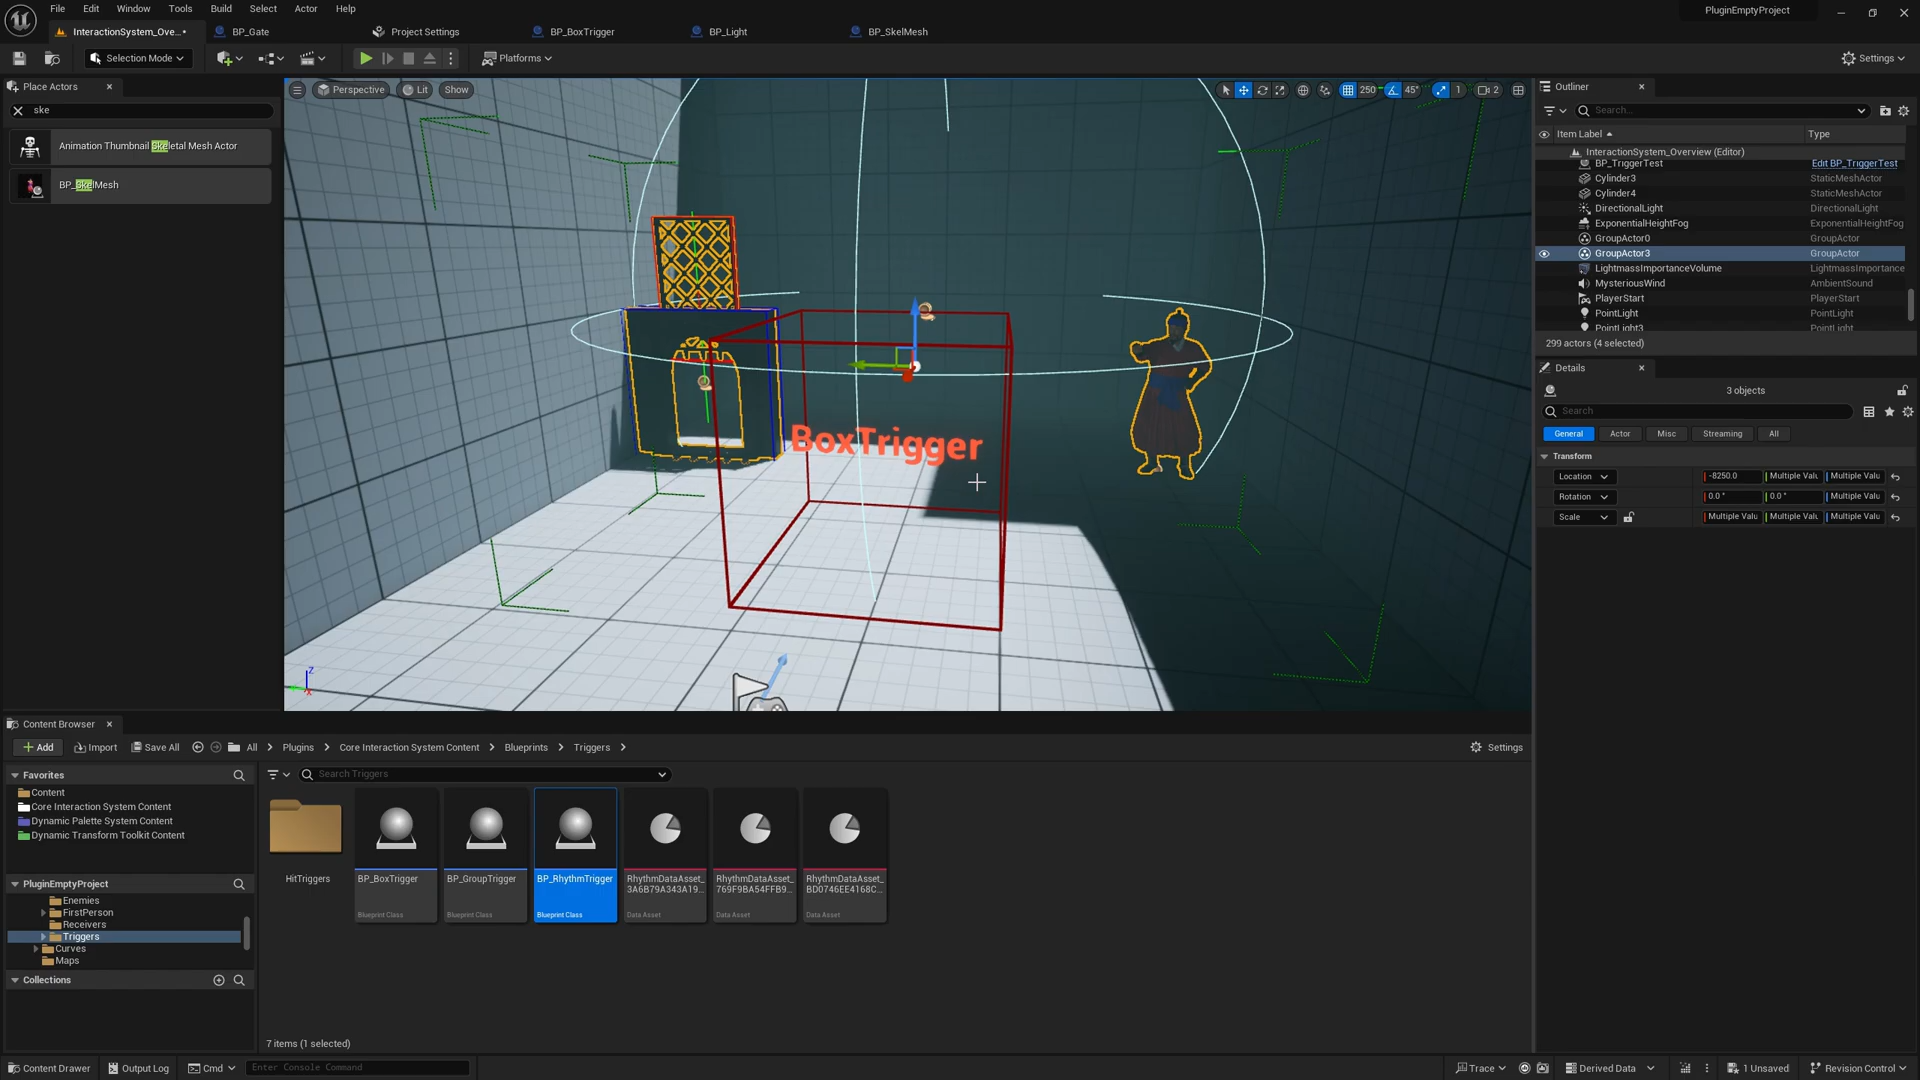 File Edit Window Tools Build Select Actor Help
PluginEmptyProject
InteractionSystem_Ove...•
BP_Gate
Project Settings
BP_BoxTrigger
BP_Light
BP_SkelMesh
Selection Mode
Platforms
Settings
Place Actors
ske
Animation Thumbnail Skeletal Mesh Actor
BP_SkelMesh
Perspective
Lit
Show
250
45°
1
2
BoxTrigger
Z
X
Outliner
Search...
Item Label
Type
InteractionSystem_Overview (Editor)
BP_TriggerTest Edit BP_TriggerTest
Cylinder3 StaticMeshActor
Cylinder4 StaticMeshActor
DirectionalLight DirectionalLight
ExponentialHeightFog ExponentialHeightFog
GroupActor0 GroupActor
GroupActor3 GroupActor
LightmassImportanceVolume LightmassImportance
MysteriousWind AmbientSound
PlayerStart PlayerStart
PointLight PointLight
PointLight3 PointLight
299 actors (4 selected)
Details
3 objects
Search
General Actor Misc Streaming All
Transform
Location -8250.0 Multiple Valu Multiple Valu
Rotation 0.0 ° 0.0 ° Multiple Valu
Scale Multiple Valu Multiple Valu Multiple Valu
Content Browser
Add Import Save All All Plugins Core Interaction System Content Blueprints Triggers
Settings
Favorites
Content
Core Interaction System Content
Dynamic Palette System Content
Dynamic Transform Toolkit Content
PluginEmptyProject
Enemies
FirstPerson
Receivers
Triggers
Curves
Maps
Collections
Search Triggers
HitTriggers
BP_BoxTrigger
Blueprint Class
BP_GroupTrigger
Blueprint Class
BP_RhythmTrigger
Blueprint Class
RhythmDataAsset_
3A6B79A343A19...
Data Asset
RhythmDataAsset_
769F9BA54FFB9...
Data Asset
RhythmDataAsset_
BD0746EE4168C...
Data Asset
7 items (1 selected)
Content Drawer
Output Log
Cmd
Enter Console Command
Trace
Derived Data
1 Unsaved
Revision Control